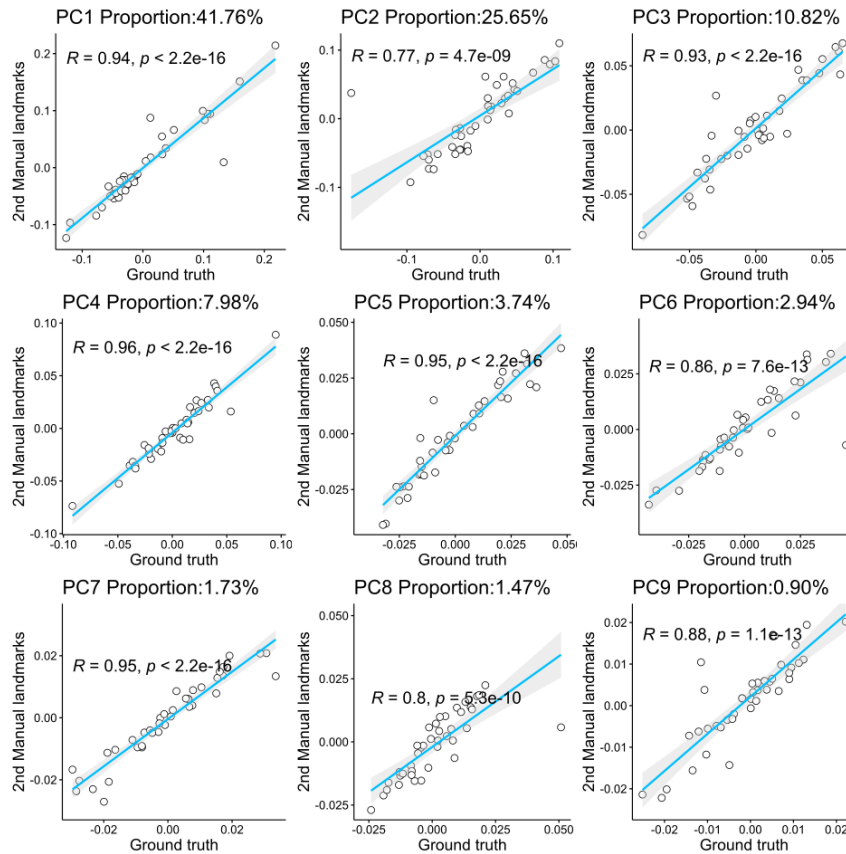 PC1 Proportion:41.76%
R = 0.94, p < 2.2e-16
2nd Manual landmarks
0.2
0.1
0.0
-0.1
-0.1 0.0 0.1 0.2
Ground truth
PC2 Proportion:25.65%
R = 0.77, p = 4.7e-09
2nd Manual landmarks
0.1
0.0
-0.1
-0.1 0.0 0.1
Ground truth
PC3 Proportion:10.82%
R = 0.93, p < 2.2e-16
2nd Manual landmarks
0.05
0.00
-0.05
-0.05 0.00 0.05
Ground truth
PC4 Proportion:7.98%
R = 0.96, p < 2.2e-16
2nd Manual landmarks
0.10
0.05
0.00
-0.05
-0.10
-0.10 -0.05 0.00 0.05 0.10
Ground truth
PC5 Proportion:3.74%
R = 0.95, p < 2.2e-16
2nd Manual landmarks
0.050
0.025
0.000
-0.025
-0.025 0.000 0.025 0.050
Ground truth
PC6 Proportion:2.94%
R = 0.86, p = 7.6e-13
2nd Manual landmarks
0.050
0.025
0.000
-0.025
-0.025 0.000 0.025
Ground truth
PC7 Proportion:1.73%
R = 0.95, p < 2.2e-16
2nd Manual landmarks
0.02
0.00
-0.02
-0.02 0.00 0.02
Ground truth
PC8 Proportion:1.47%
R = 0.8, p = 5.3e-10
2nd Manual landmarks
0.050
0.025
0.000
-0.025
-0.025 0.000 0.025 0.050
Ground truth
PC9 Proportion:0.90%
R = 0.88, p = 1.1e-13
2nd Manual landmarks
0.02
0.01
0.00
-0.01
-0.02
-0.02 -0.01 0.00 0.01 0.02
Ground truth